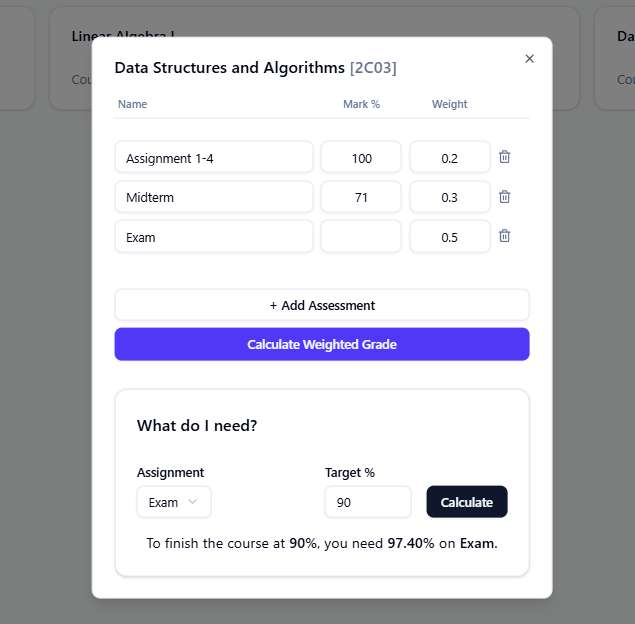 Linear Algebra I
Da
Cou
Cou
Data Structures and Algorithms [2C03]
Name Mark % Weight
Assignment 1-4 100 0.2
Midterm 71 0.3
Exam 0.5
+ Add Assessment
Calculate Weighted Grade
What do I need?
Assignment Target %
Exam 90 Calculate
To finish the course at 90%, you need 97.40% on Exam.